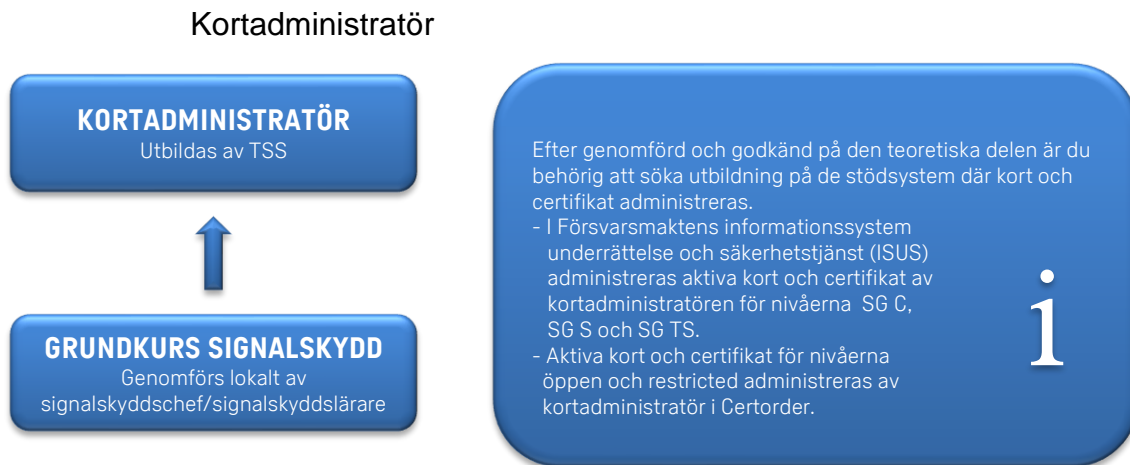 Kortadministratör
KORTADMINISTRATÖR
Utbildas av TSS
GRUNDKURS SIGNALSKYDD
Genomförs lokalt av
signalskyddschef/signalskyddslärare
Efter genomförd och godkänd på den teoretiska delen är du
behörig att söka utbildning på de stödsystem där kort och
certifikat administreras.
- I Försvarsmaktens informationssystem
underrättelse och säkerhetstjänst (ISUS)
administreras aktiva kort och certifikat av
kortadministratören för nivåerna SG C,
SG S och SG TS.
- Aktiva kort och certifikat för nivåerna
öppen och restricted administreras av
kortadministratör i Certorder.
i